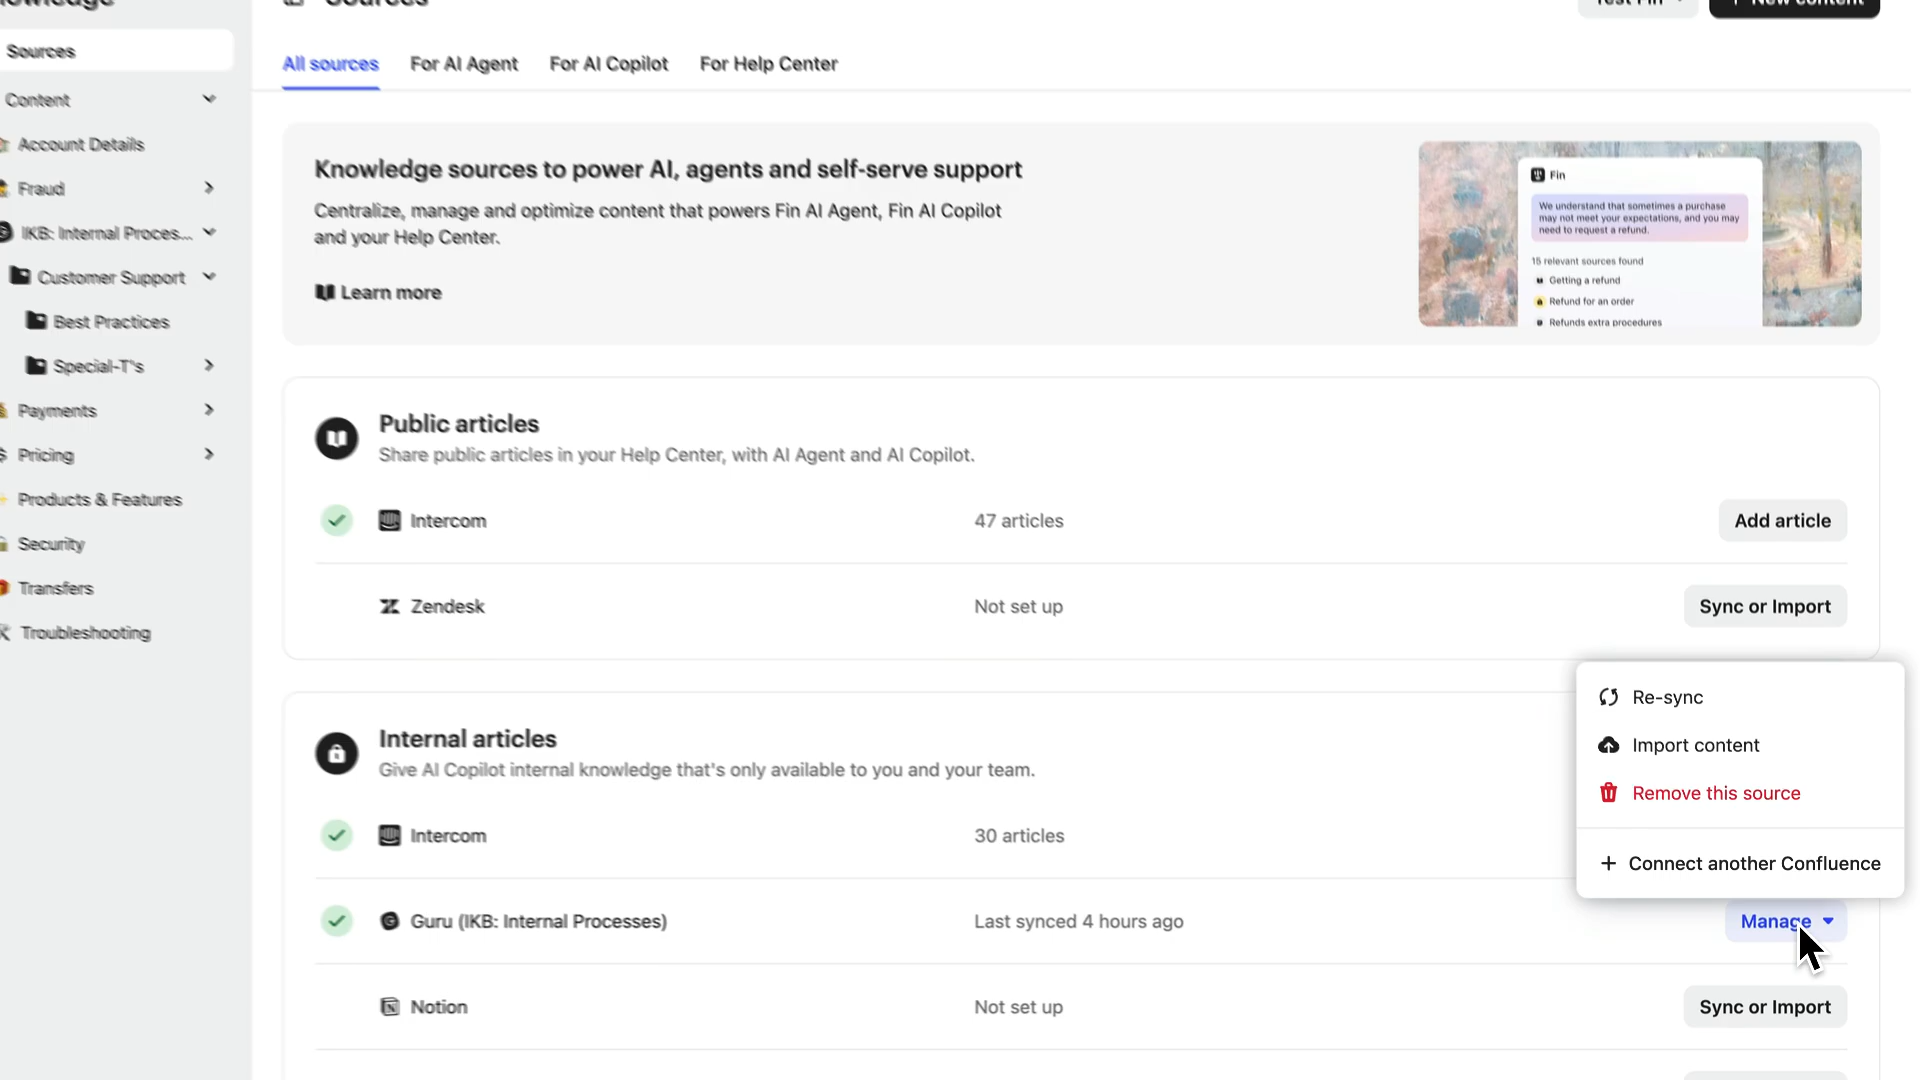 Sources
Test Fin
New content
Sources
Content
Account Details
Fraud
IKB: Internal Proces...
Customer Support
Best Practices
Special-T's
Payments
Pricing
Products & Features
Security
Transfers
Troubleshooting
All sources
For AI Agent
For AI Copilot
For Help Center
Knowledge sources to power AI, agents and self-serve support
Centralize, manage and optimize content that powers Fin AI Agent, Fin AI Copilot
and your Help Center.
Learn more
Fin
We understand that sometimes a purchase
may not meet your expectations, and you may
need to request a refund.
15 relevant sources found
Getting a refund
Refund for an order
Refunds extra procedures
Public articles
Share public articles in your Help Center, with AI Agent and AI Copilot.
Intercom
47 articles
Add article
Zendesk
Not set up
Sync or Import
Internal articles
Give AI Copilot internal knowledge that's only available to you and your team.
Intercom
30 articles
Guru (IKB: Internal Processes)
Last synced 4 hours ago
Manage
Notion
Not set up
Sync or Import
Re-sync
Import content
Remove this source
+ Connect another Confluence